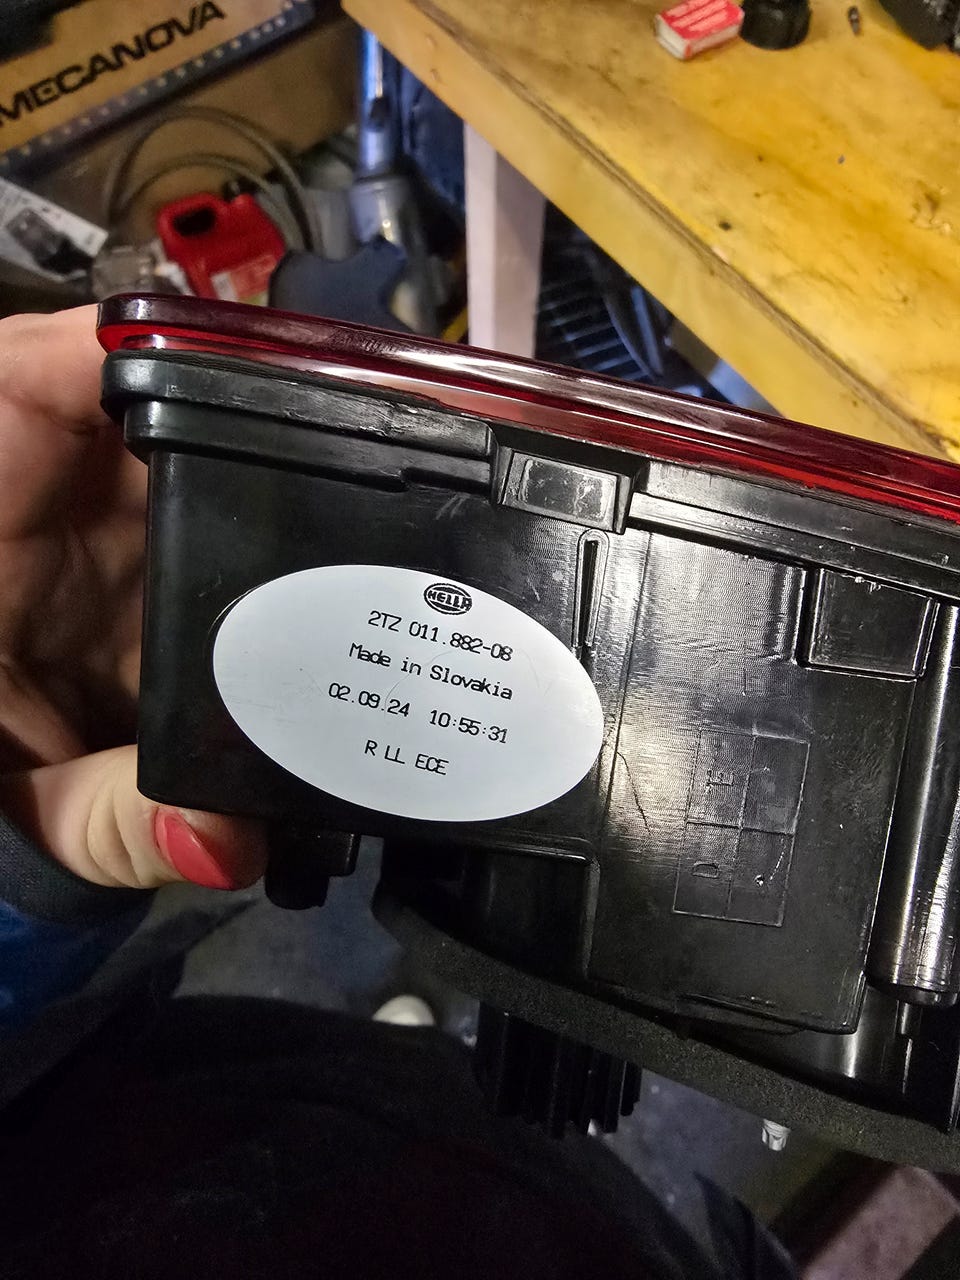 MECANOVA
HELLA
2TZ 011.882-08
Made in Slovakia
02.09.24 10:55:31
R LL ECE
E
D